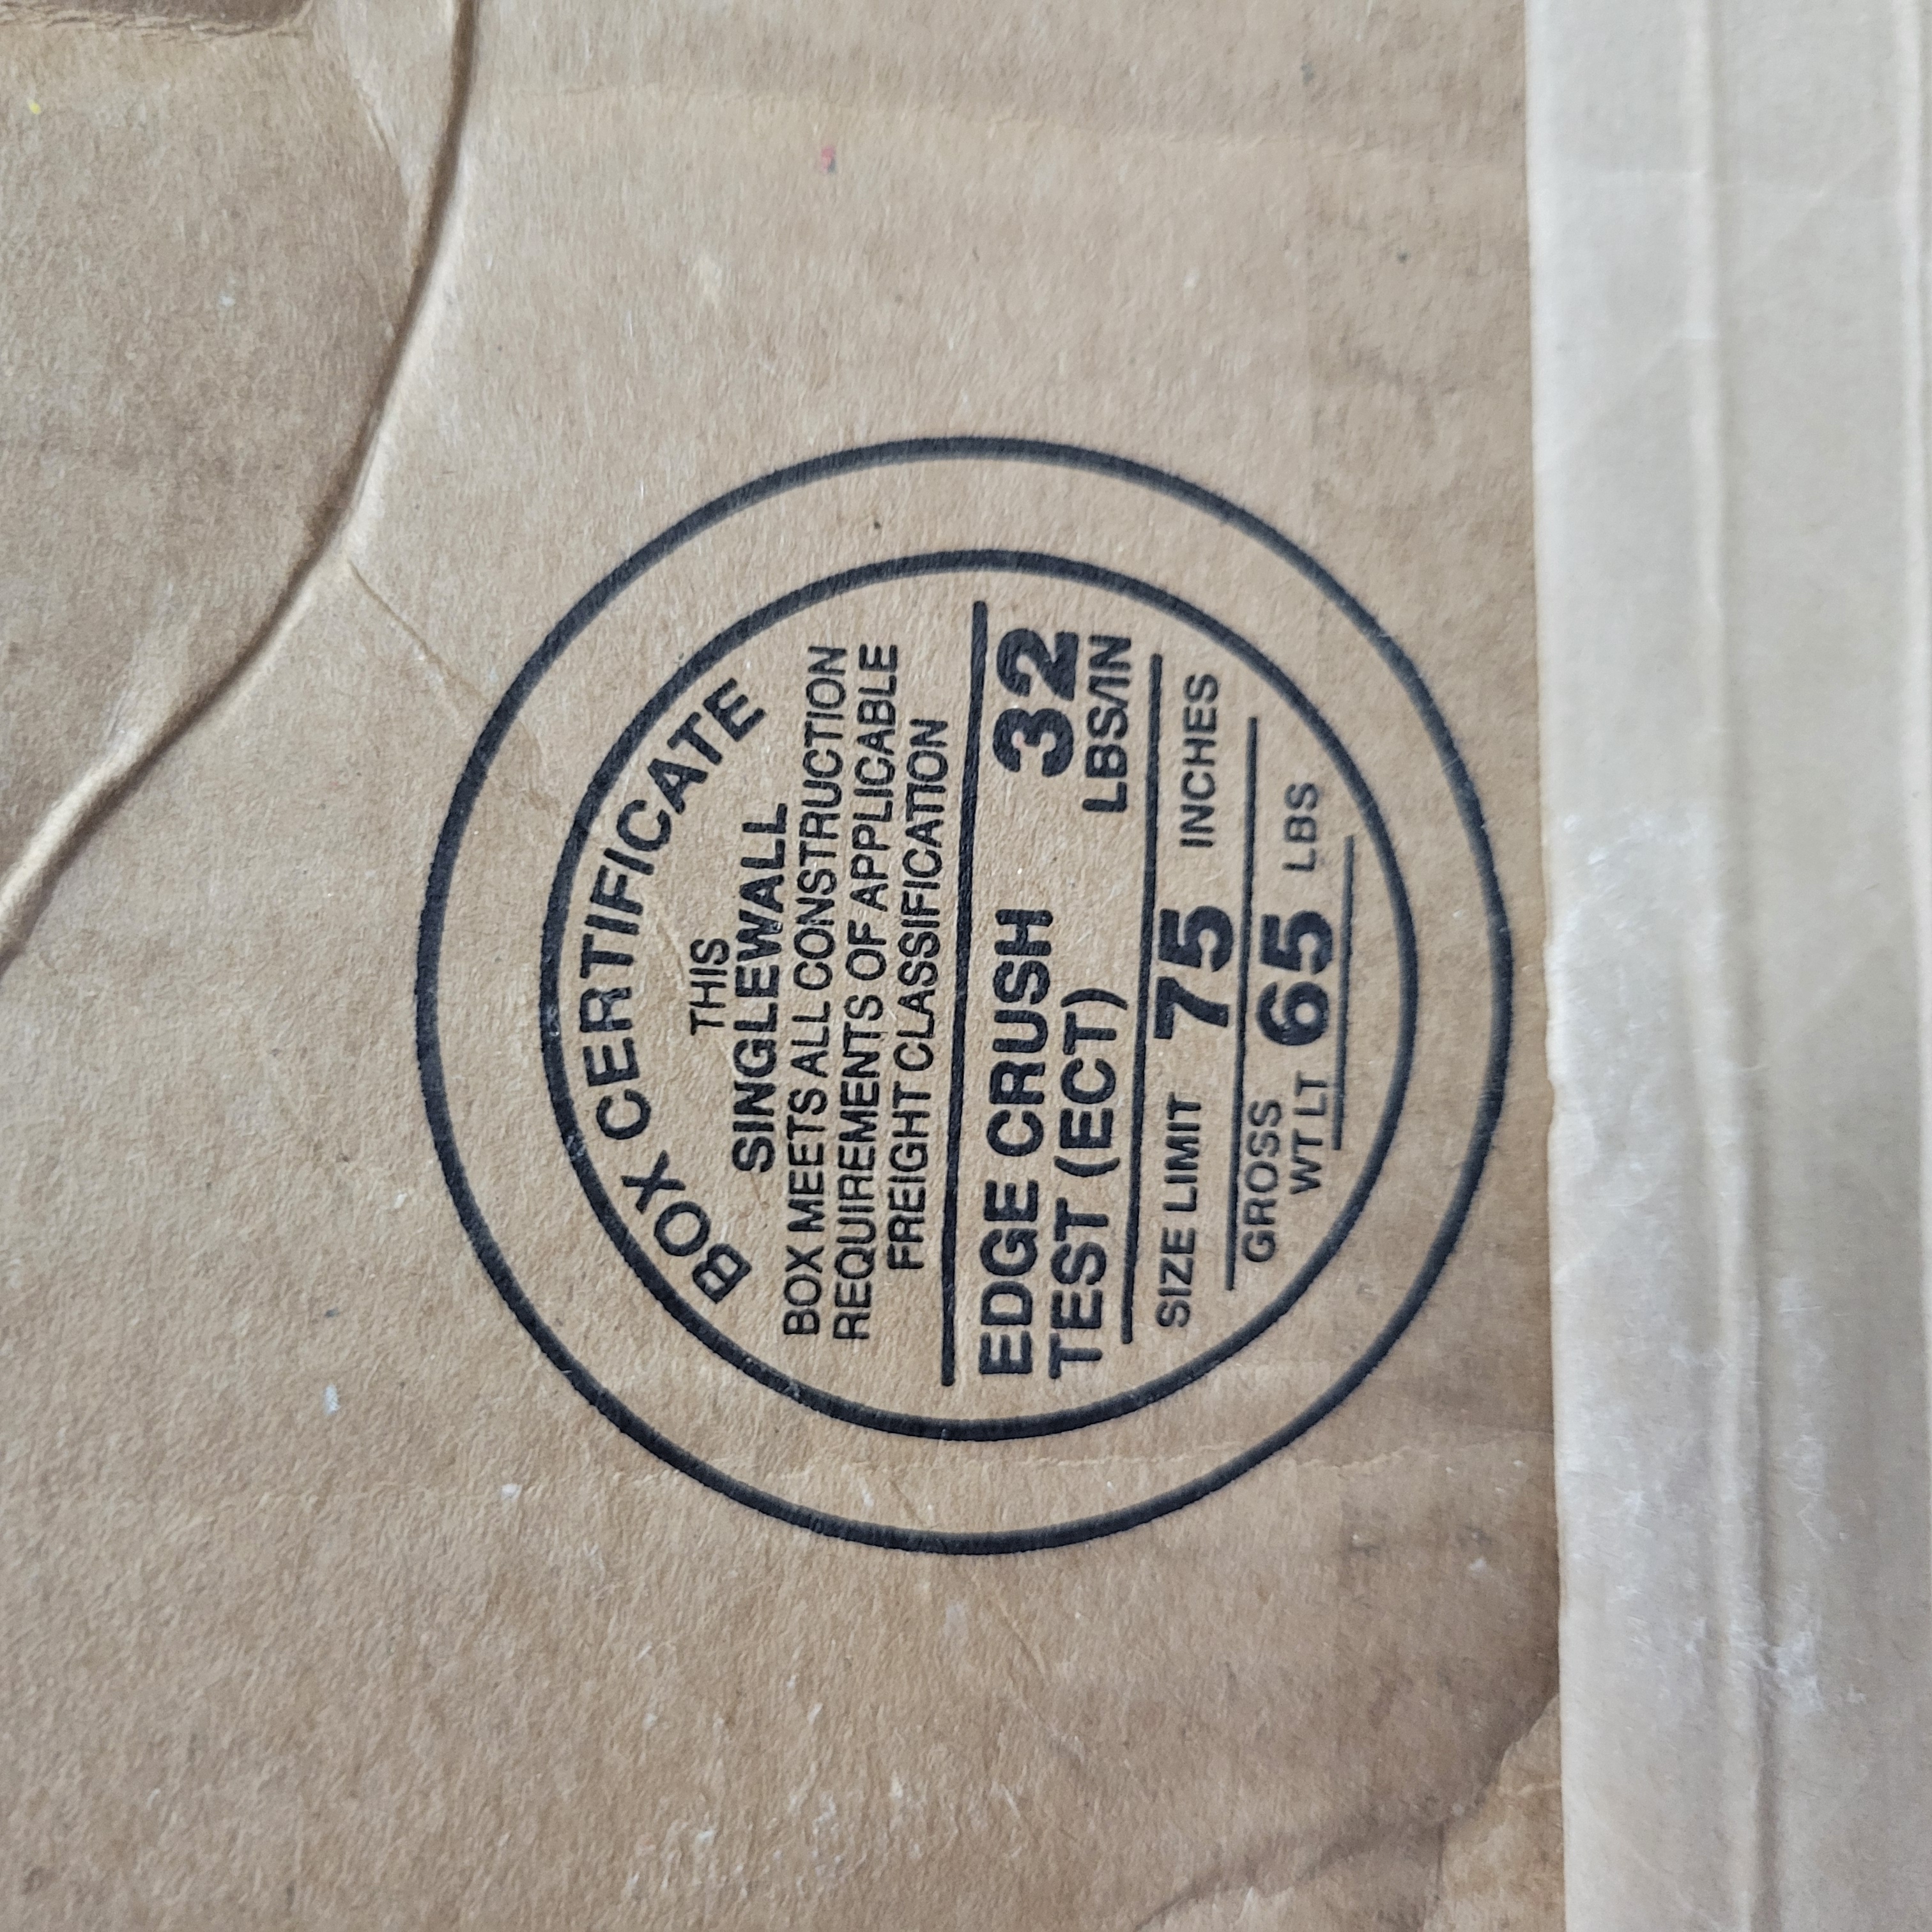 BOX CERTIFICATE
THIS
SINGLEWALL
BOX MEETS ALL CONSTRUCTION
REQUIREMENTS OF APPLICABLE
FREIGHT CLASSIFICATION
EDGE CRUSH 32
TEST (ECT) LBS/IN
SIZE LIMIT 75 INCHES
GROSS
WT LT 65 LBS